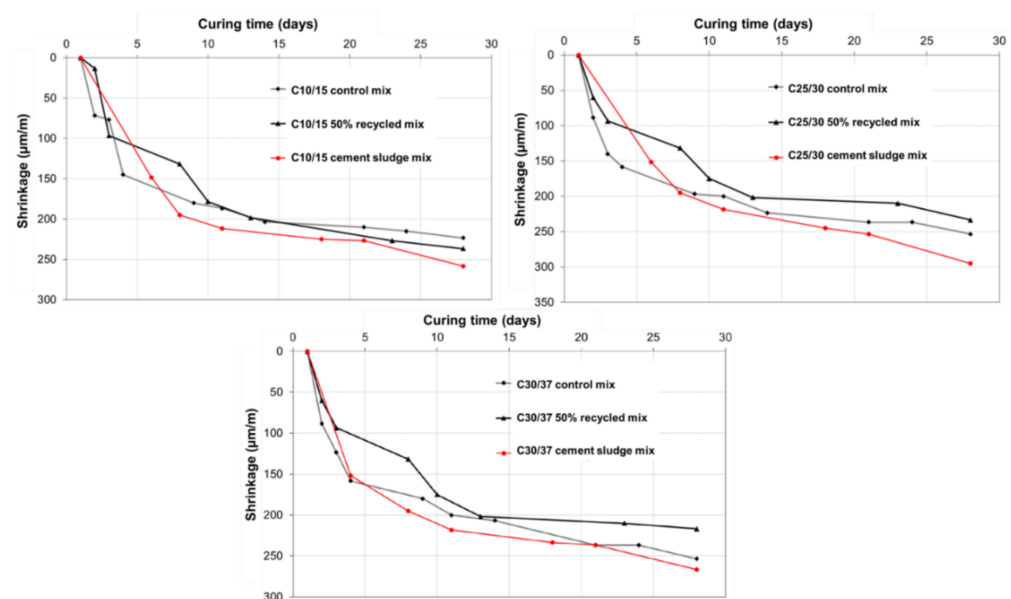 Curing time (days)
0 5 10 15 20 25 30
0
50
100
150
200
250
300
Shrinkage (µm/m)
C10/15 control mix
C10/15 50% recycled mix
C10/15 cement sludge mix
Curing time (days)
0 5 10 15 20 25 30
0
50
100
150
200
250
300
350
Shrinkage (µm/m)
C25/30 control mix
C25/30 50% recycled mix
C25/30 cement sludge mix
Curing time (days)
0 5 10 15 20 25 30
0
50
100
150
200
250
300
Shrinkage (µm/m)
C30/37 control mix
C30/37 50% recycled mix
C30/37 cement sludge mix